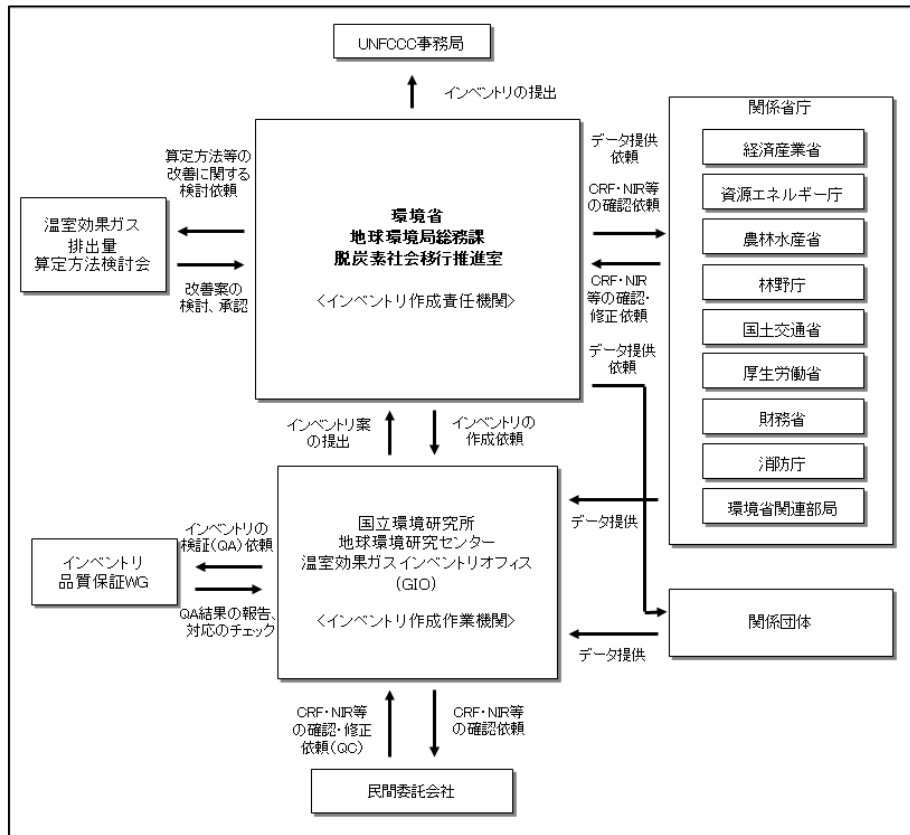 UNFCCC事務局
インベントリの提出
関係省庁
経済産業省
資源エネルギー庁
農林水産省
林野庁
国土交通省
厚生労働省
財務省
消防庁
環境省関連部局
算定方法等の
改善に関する
検討依頼
温室効果ガス
排出量
算定方法検討会
改善案の
検討、承認
環境省
地球環境局総務課
脱炭素社会移行推進室
<インベントリ作成責任機関>
データ提供
依頼
CRF・NIR等
の確認依頼
CRF・NIR
等の確認・
修正依頼
データ提供
依頼
インベントリ案
の提出
インベントリの
作成依頼
インベントリの
検証(QA)依頼
インベントリ
品質保証WG
QA結果の報告、
対応のチェック
国立環境研究所
地球環境研究センター
温室効果ガスインベントリオフィス
(GIO)
<インベントリ作成作業機関>
データ提供
データ提供
関係団体
CRF・NIR等
の確認・修正
依頼(QC)
CRF・NIR等
の確認依頼
民間委託会社